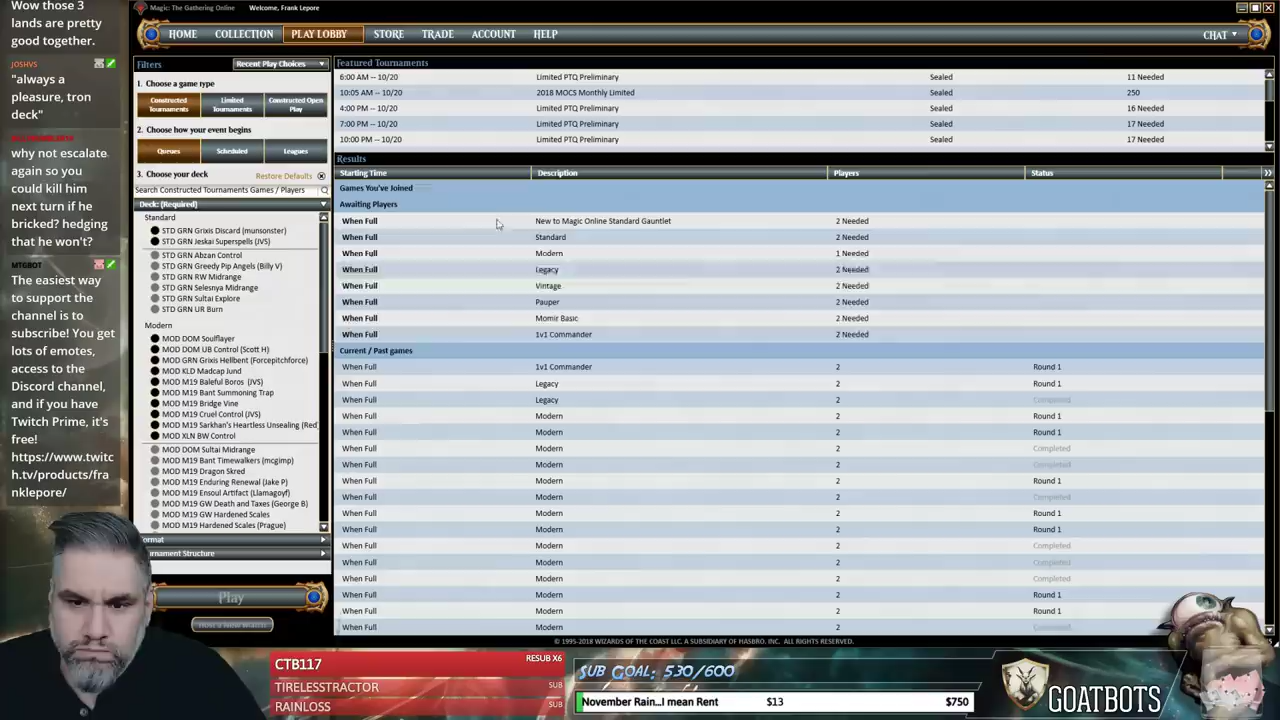 Magic: The Gathering Online
Welcome, Frank Lepore
HOME
COLLECTION
PLAY LOBBY
STORE
TRADE
ACCOUNT
HELP
CHAT
Wow those 3
lands are pretty
good together.
JOSHVS
"always a
pleasure, tron
deck"
why not escalate
again so you
could kill him
next turn if he
bricked? hedging
that he won't?
MTGBOT
The easiest way
to support the
channel is to
subscribe! You get
lots of emotes,
access to the
Discord channel,
and if you have
Twitch Prime, it's
free!
https://www.twitc
h.tv/products/fra
nklepore/
Filters
Recent Play Choices
1. Choose a game type
Constructed Tournaments
Limited Tournaments
Constructed Open Play
2. Choose how your event begins
Queues
Scheduled
Leagues
3. Choose your deck
Restore Defaults
Search Constructed Tournaments Games / Players
Deck: (Required)
Standard
STD GRN Grixis Discard (munsonster)
STD GRN Jeskai Superspells (JVS)
STD GRN Abzan Control
STD GRN Greedy Pip Angels (Billy V)
STD GRN RW Midrange
STD GRN Selesnya Midrange
STD GRN Sultai Explore
STD GRN UR Burn
Modern
MOD DOM Soulflayer
MOD DOM UB Control (Scott H)
MOD GRN Grixis Hellbent (Forcepitchforce)
MOD KLD Madcap Jund
MOD M19 Baleful Boros (JVS)
MOD M19 Bant Summoning Trap
MOD M19 Bridge Vine
MOD M19 Cruel Control (JVS)
MOD M19 Sarkhan's Heartless Unsealing (Red
MOD XLN BW Control
MOD DOM Sultai Midrange
MOD M19 Bant Timewalkers (mcgimp)
MOD M19 Dragon Skred
MOD M19 Enduring Renewal (Jake P)
MOD M19 Ensoul Artifact (Llamagoyf)
MOD M19 GW Death and Taxes (George B)
MOD M19 GW Hardened Scales
MOD M19 Hardened Scales (Prague)
ormat
urnament Structure
Play
Featured Tournaments
6:00 AM -- 10/20 Limited PTQ Preliminary Sealed 11 Needed
10:05 AM -- 10/20 2018 MOCS Monthly Limited Sealed 250
4:00 PM -- 10/20 Limited PTQ Preliminary Sealed 16 Needed
7:00 PM -- 10/20 Limited PTQ Preliminary Sealed 17 Needed
10:00 PM -- 10/20 Limited PTQ Preliminary Sealed 17 Needed
Results
Starting Time Description Players Status
Games You've Joined
Awaiting Players
When Full New to Magic Online Standard Gauntlet 2 Needed
When Full Standard 2 Needed
When Full Modern 1 Needed
When Full Legacy 2 Needed
When Full Vintage 2 Needed
When Full Pauper 2 Needed
When Full Momir Basic 2 Needed
When Full 1v1 Commander 2 Needed
Current / Past games
When Full 1v1 Commander 2 Round 1
When Full Legacy 2 Round 1
When Full Legacy 2 Completed
When Full Modern 2 Round 1
When Full Modern 2 Round 1
When Full Modern 2 Completed
When Full Modern 2 Completed
When Full Modern 2 Round 1
When Full Modern 2 Completed
When Full Modern 2 Round 1
When Full Modern 2 Round 1
When Full Modern 2 Completed
When Full Modern 2 Completed
When Full Modern 2 Completed
When Full Modern 2 Round 1
When Full Modern 2 Round 1
When Full Modern 2 Completed
© 1995-2018 WIZARDS OF THE COAST LLC, A SUBSIDIARY OF HASBRO, INC. ALL RIGHTS RESERVED.
CTB117 RESUB X6
TIRELESSTRACTOR SUB
RAINLOSS SUB
SUB GOAL: 530/600
November Rain...I mean Rent $13 $750
GOATBOTS